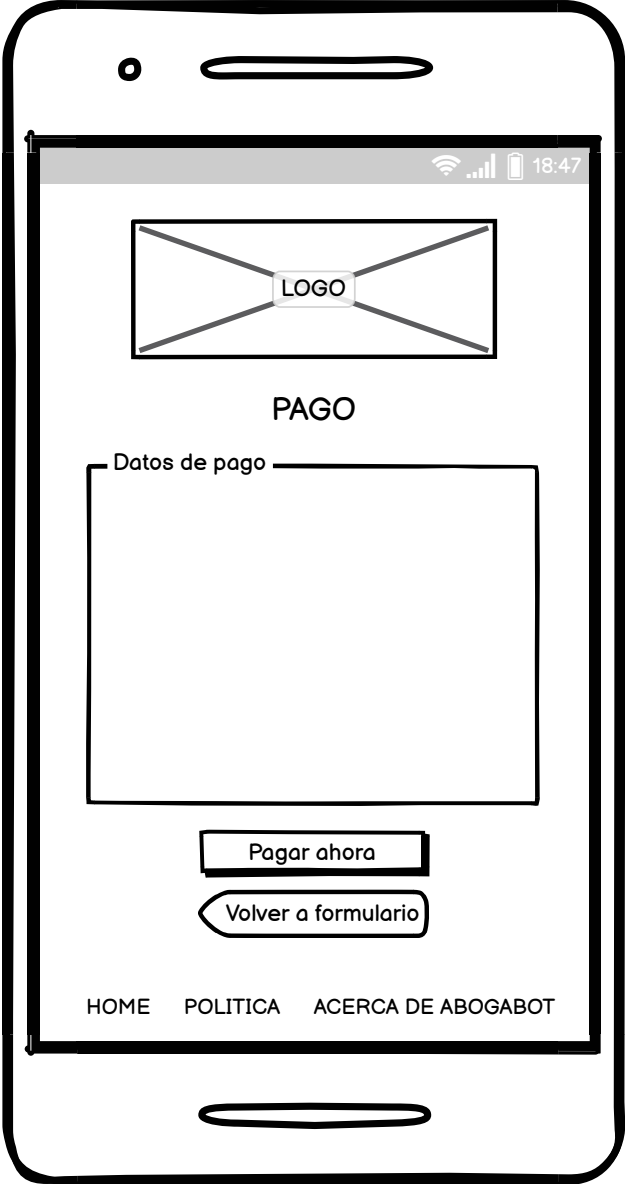 18:47
LOGO
PAGO
Datos de pago
Pagar ahora
Volver a formulario
HOME POLITICA ACERCA DE ABOGABOT